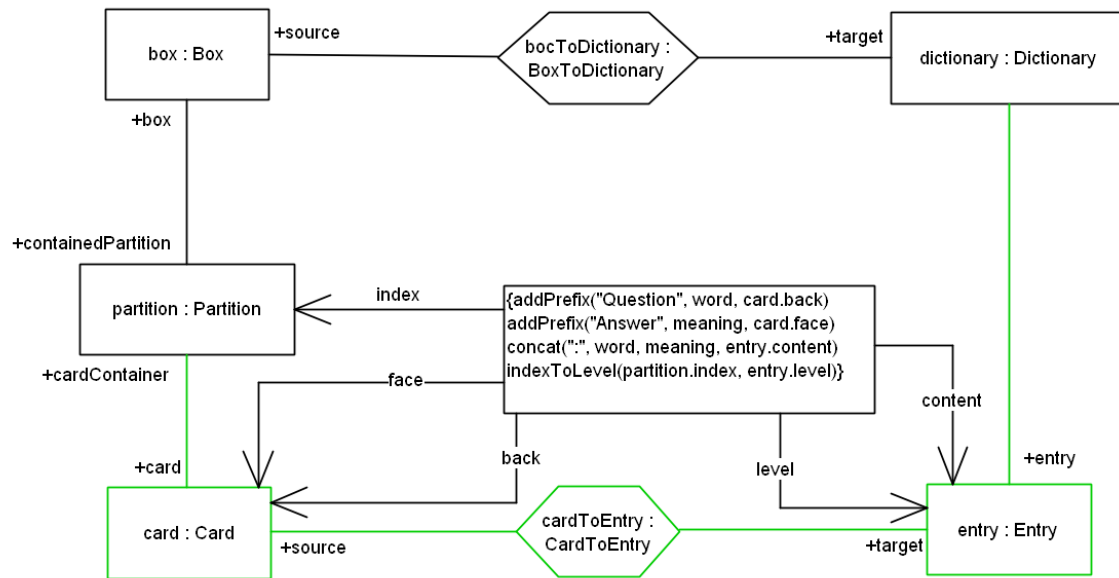 +source
box : Box
bocToDictionary :
BoxToDictionary
+target
dictionary : Dictionary
+box
+containedPartition
partition : Partition
index
{addPrefix("Question", word, card.back)
addPrefix("Answer", meaning, card.face)
concat(":", word, meaning, entry.content)
indexToLevel(partition.index, entry.level)}
+cardContainer
face
content
back
level
+card
+entry
card : Card
+source
cardToEntry :
CardToEntry
+target
entry : Entry